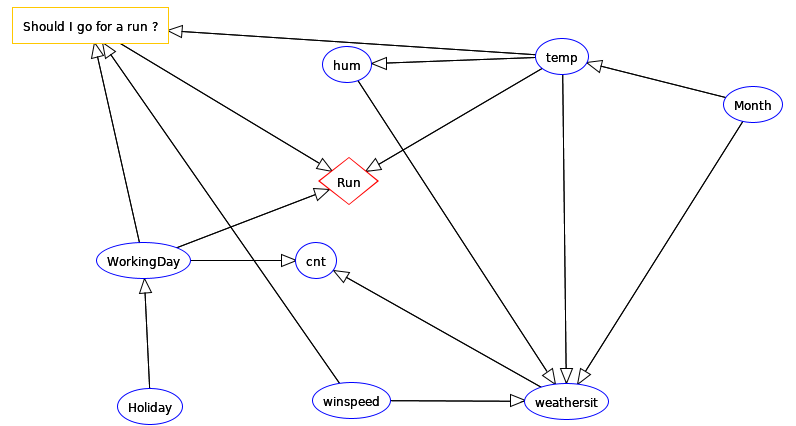 Should I go for a run ?
temp
hum
Month
Run
WorkingDay
cnt
Holiday
winspeed
weathersit